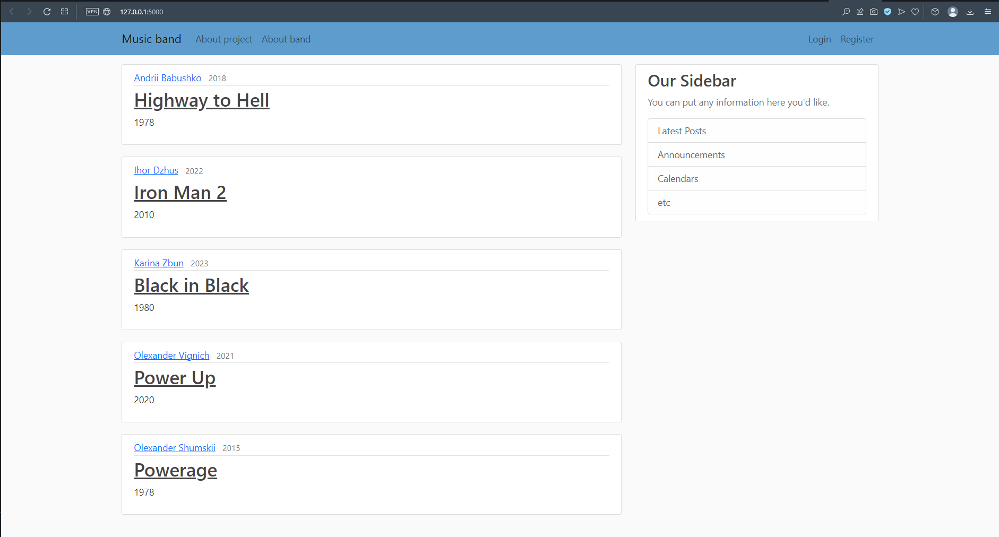 VPN 127.0.0.1:5000
Music band About project About band Login Register
Andrii Babushko 2018
Highway to Hell
1978
Ihor Dzhus 2022
Iron Man 2
2010
Karina Zbun 2023
Black in Black
1980
Olexander Vignich 2021
Power Up
2020
Olexander Shumskii 2015
Powerage
1978
Our Sidebar
You can put any information here you'd like.
Latest Posts
Announcements
Calendars
etc